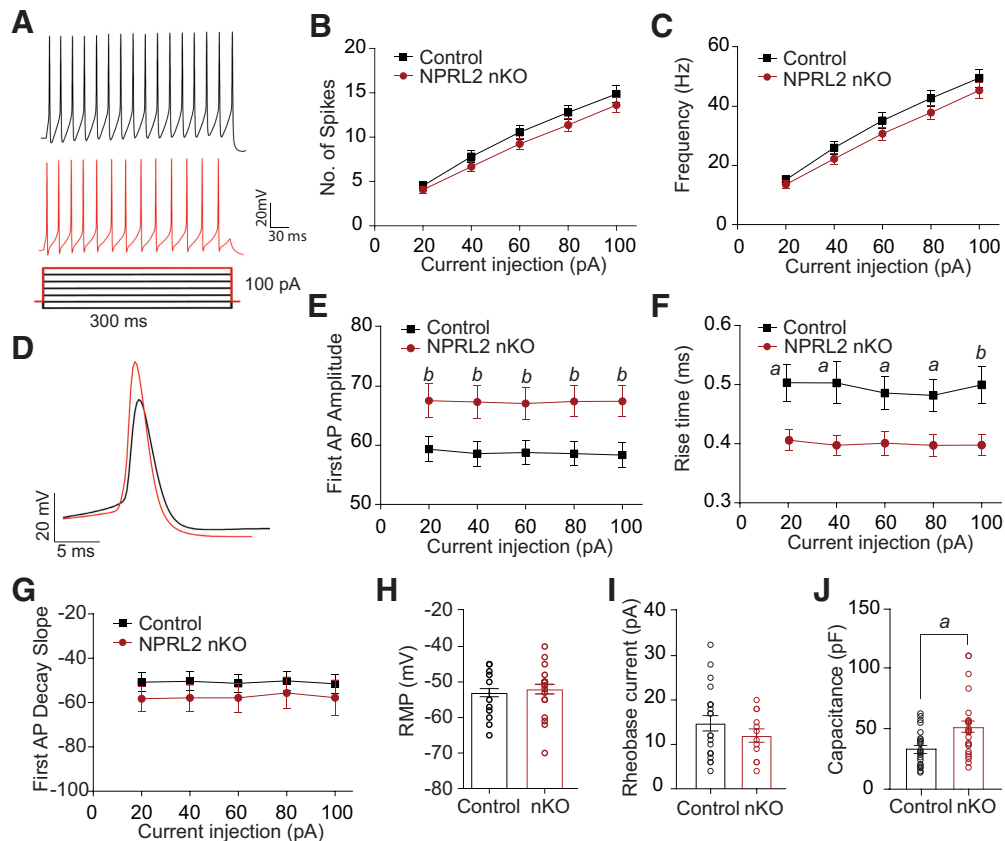 A
20mV
30 ms
100 pA
300 ms
B
No. of Spikes
20
15
10
5
0
Control
NPRL2 nKO
0 20 40 60 80 100
Current injection (pA)
C
Frequency (Hz)
60
40
20
0
Control
NPRL2 nKO
0 20 40 60 80 100
Current injection (pA)
D
20 mV
5 ms
E
First AP Amplitude
80
70
60
50
Control
NPRL2 nKO
b b b b b
0 20 40 60 80 100
Current injection (pA)
F
Rise time (ms)
0.6
0.5
0.4
0.3
Control
NPRL2 nKO
a a a a b
0 20 40 60 80 100
Current injection (pA)
G
First AP Decay Slope
-20
-40
-60
-80
-100
Control
NPRL2 nKO
0 20 40 60 80 100
Current injection (pA)
H
RMP (mV)
-20
-30
-40
-50
-60
-70
-80
Control nKO
I
Rheobase current (pA)
40
30
20
10
0
Control nKO
J
Capacitance (pF)
150
100
50
0
a
Control nKO